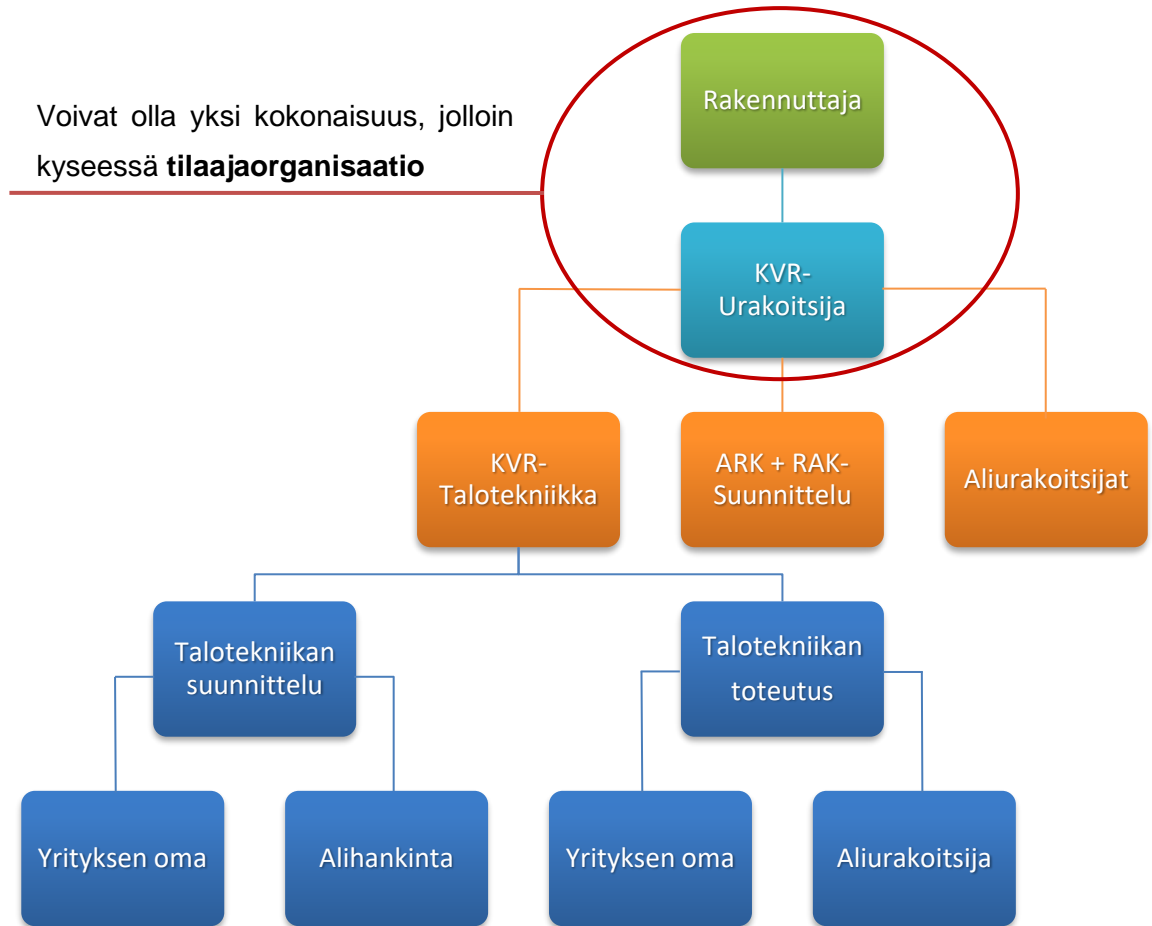 Rakennuttaja
Voivat olla yksi kokonaisuus, jolloin
kyseessä tilaajaorganisaatio
KVR-
Urakoitsija
KVR-
Talotekniikka
ARK + RAK-
Suunnittelu
Aliurakoitsijat
Talotekniikan
suunnittelu
Talotekniikan
toteutus
Yrityksen oma
Alihankinta
Yrityksen oma
Aliurakoitsija